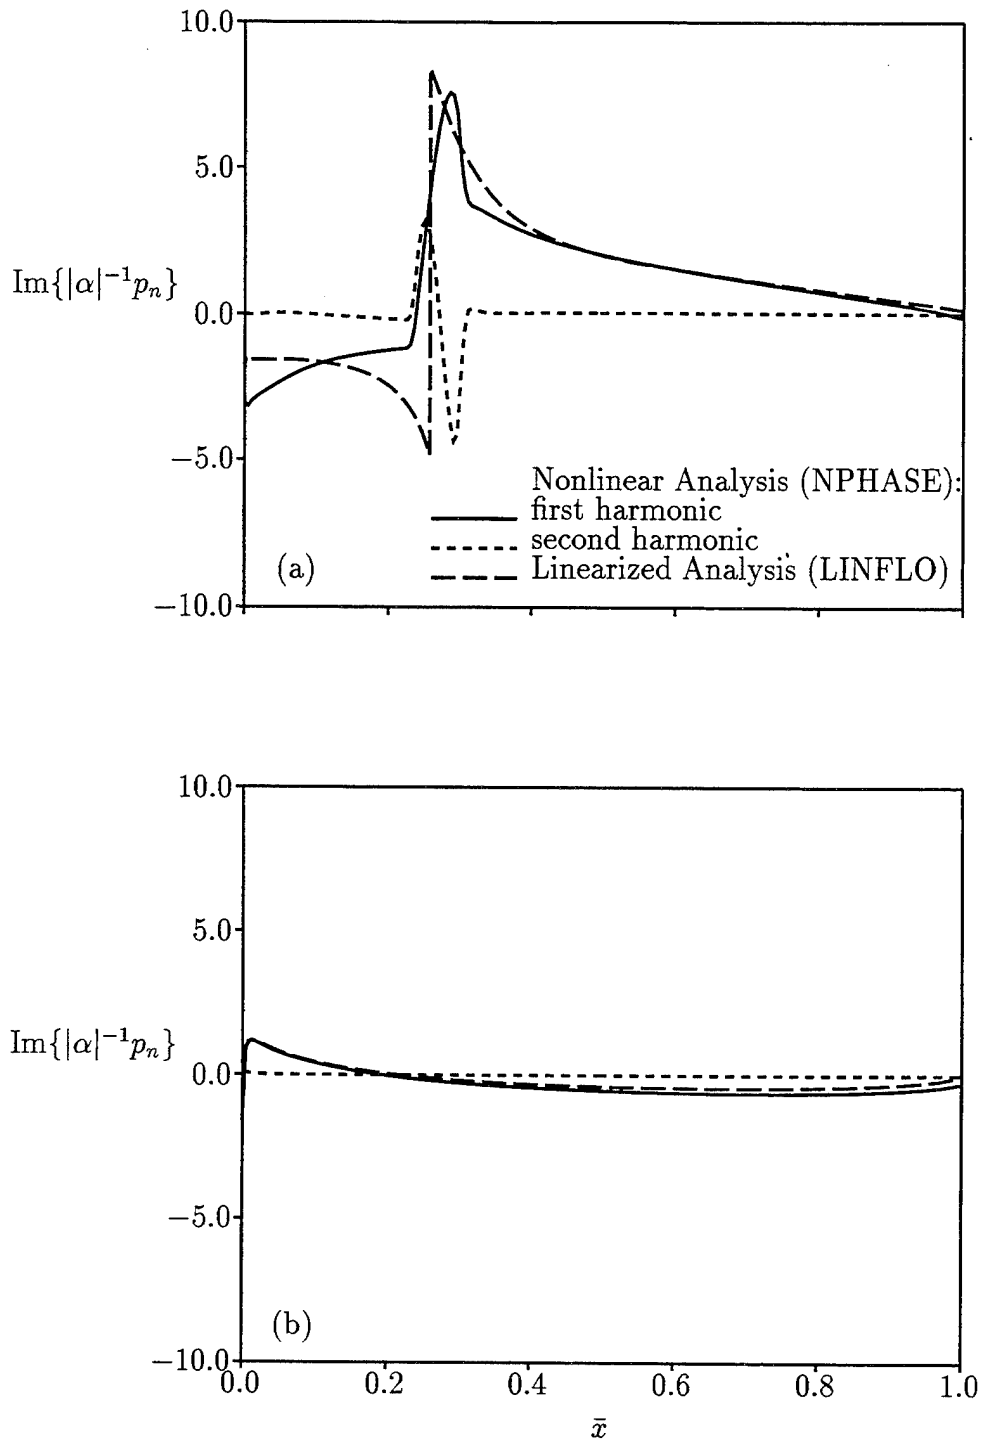 10.0
5.0
Im{|α|⁻¹pₙ}
0.0
−5.0
Nonlinear Analysis (NPHASE):
first harmonic
second harmonic
(a)
Linearized Analysis (LINFLO)
−10.0
10.0
5.0
Im{|α|⁻¹pₙ}
0.0
−5.0
(b)
−10.0
0.0 0.2 0.4 0.6 0.8 1.0
x̄